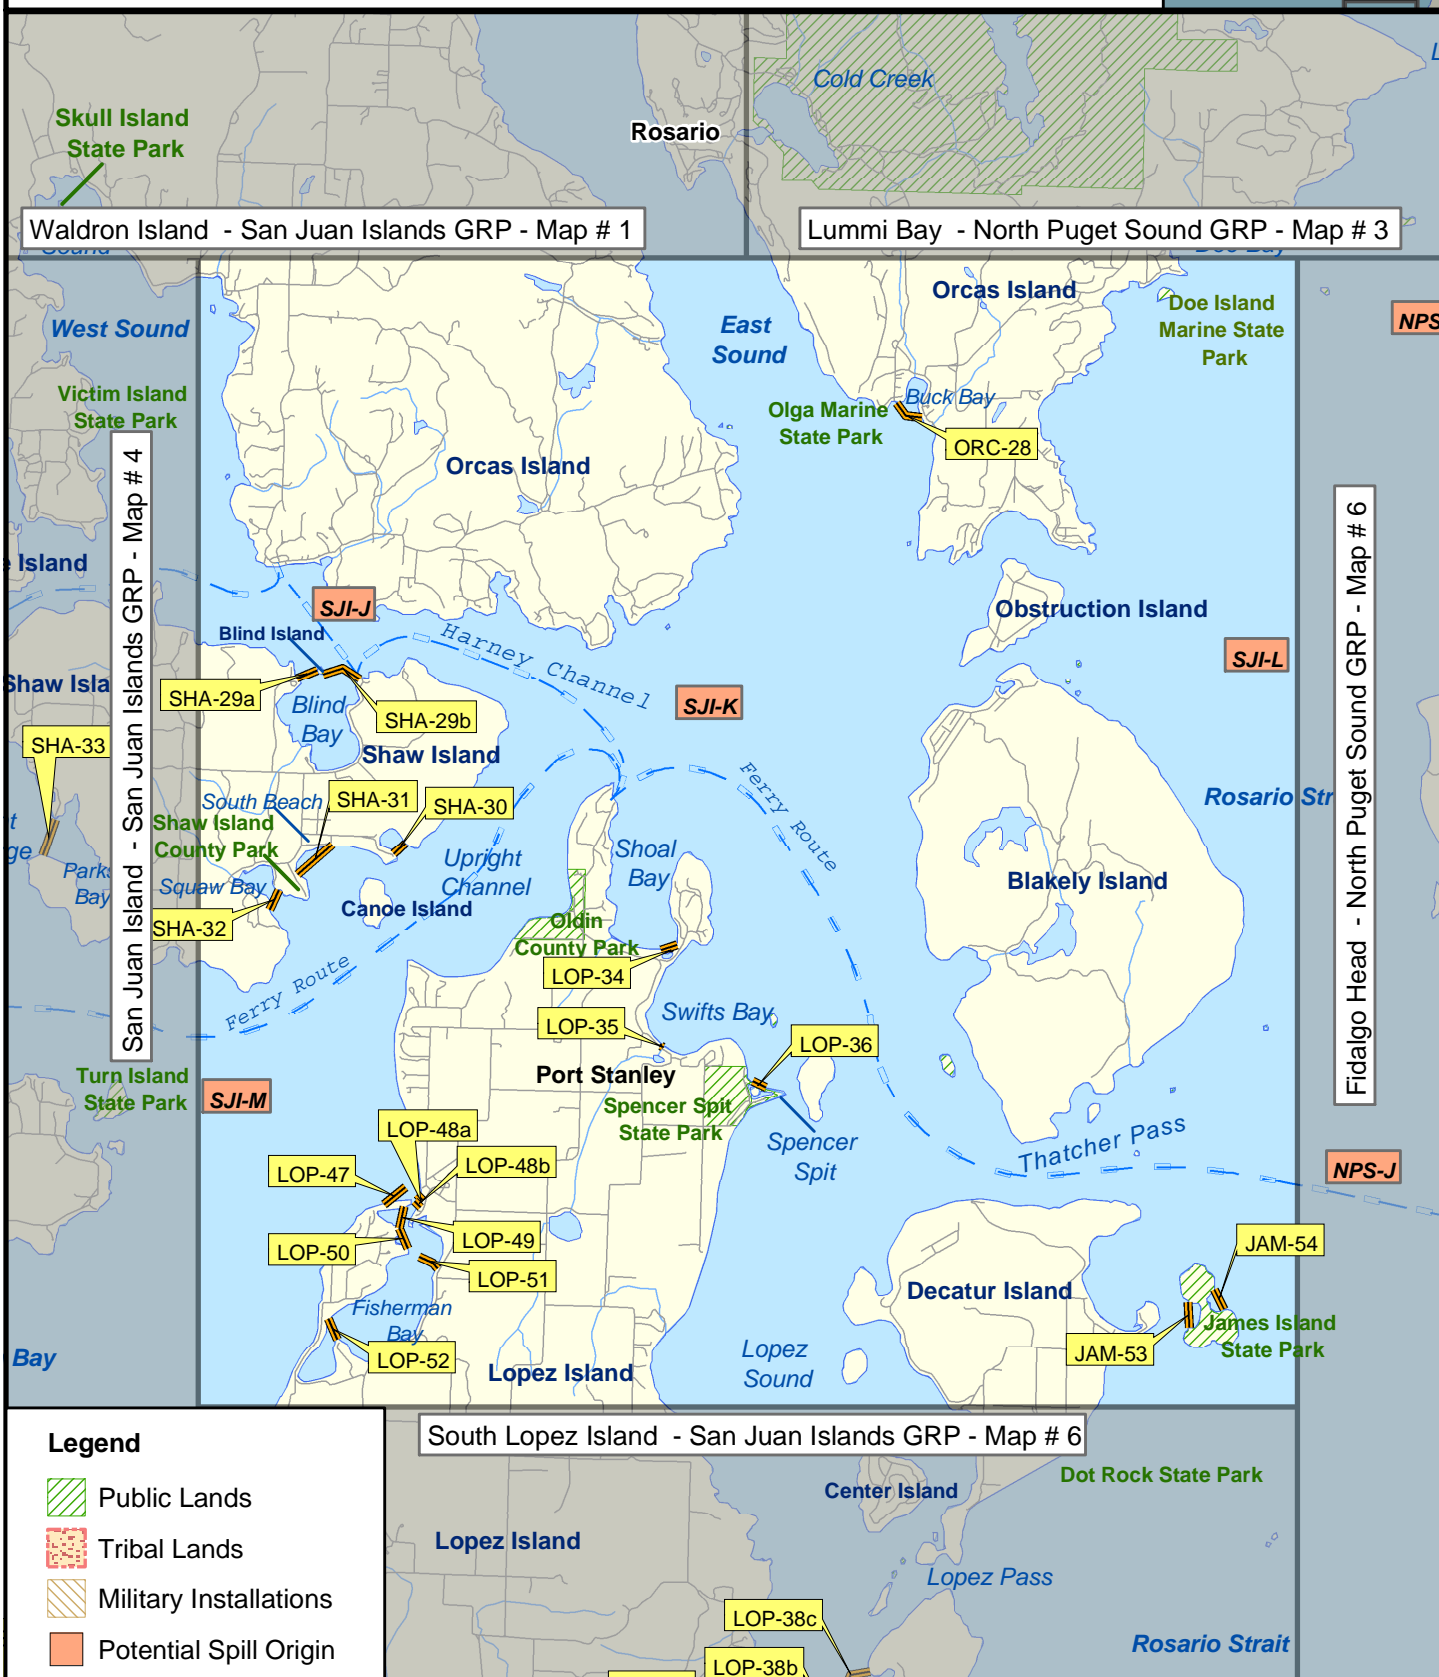 Cold Creek
Skull Island
State Park
Rosario
Waldron Island - San Juan Islands GRP - Map # 1
Lummi Bay - North Puget Sound GRP - Map # 3
Sound
Doe Bay
Orcas Island
Doe Island
Marine State
Park
West Sound
East
Sound
NPS
Victim Island
State Park
Buck Bay
Olga Marine
State Park
ORC-28
Orcas Island
San Juan Island - San Juan Islands GRP - Map # 4
Fidalgo Head - North Puget Sound GRP - Map # 6
Island
SJI-J
Obstruction Island
Blind Island
Harney Channel
SJI-L
Shaw Isla
SHA-29a
Blind
Bay
SHA-29b
SJI-K
SHA-33
Shaw Island
Ferry Route
South Beach
SHA-31
SHA-30
Rosario Str
Shaw Island
County Park
Upright
Channel
Shoal
Bay
Parks
Bay
Squaw Bay
Canoe Island
Blakely Island
SHA-32
Oldin
County Park
LOP-34
Ferry Route
Swifts Bay
LOP-35
LOP-36
Turn Island
State Park
SJI-M
Port Stanley
Spencer Spit
State Park
LOP-48a
Spencer
Spit
Thatcher Pass
LOP-47
LOP-48b
NPS-J
LOP-50
LOP-49
JAM-54
LOP-51
Decatur Island
Fisherman
Bay
James Island
State Park
Bay
LOP-52
Lopez Island
Lopez
Sound
JAM-53
South Lopez Island - San Juan Islands GRP - Map # 6
Legend
Public Lands
Tribal Lands
Military Installations
Potential Spill Origin
Dot Rock State Park
Center Island
Lopez Island
Lopez Pass
LOP-38c
Rosario Strait
LOP-38b